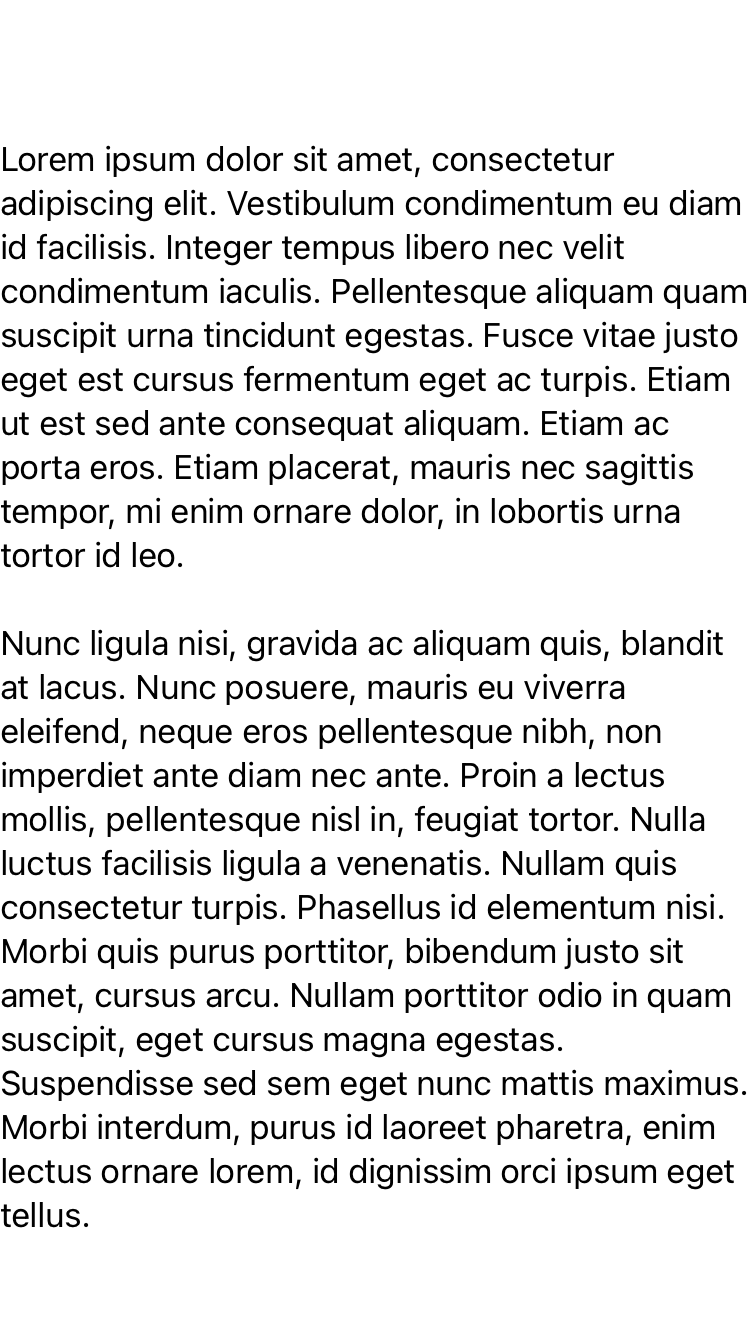 Lorem ipsum dolor sit amet, consectetur
adipiscing elit. Vestibulum condimentum eu diam
id facilisis. Integer tempus libero nec velit
condimentum iaculis. Pellentesque aliquam quam
suscipit urna tincidunt egestas. Fusce vitae justo
eget est cursus fermentum eget ac turpis. Etiam
ut est sed ante consequat aliquam. Etiam ac
porta eros. Etiam placerat, mauris nec sagittis
tempor, mi enim ornare dolor, in lobortis urna
tortor id leo.

Nunc ligula nisi, gravida ac aliquam quis, blandit
at lacus. Nunc posuere, mauris eu viverra
eleifend, neque eros pellentesque nibh, non
imperdiet ante diam nec ante. Proin a lectus
mollis, pellentesque nisl in, feugiat tortor. Nulla
luctus facilisis ligula a venenatis. Nullam quis
consectetur turpis. Phasellus id elementum nisi.
Morbi quis purus porttitor, bibendum justo sit
amet, cursus arcu. Nullam porttitor odio in quam
suscipit, eget cursus magna egestas.
Suspendisse sed sem eget nunc mattis maximus.
Morbi interdum, purus id laoreet pharetra, enim
lectus ornare lorem, id dignissim orci ipsum eget
tellus.